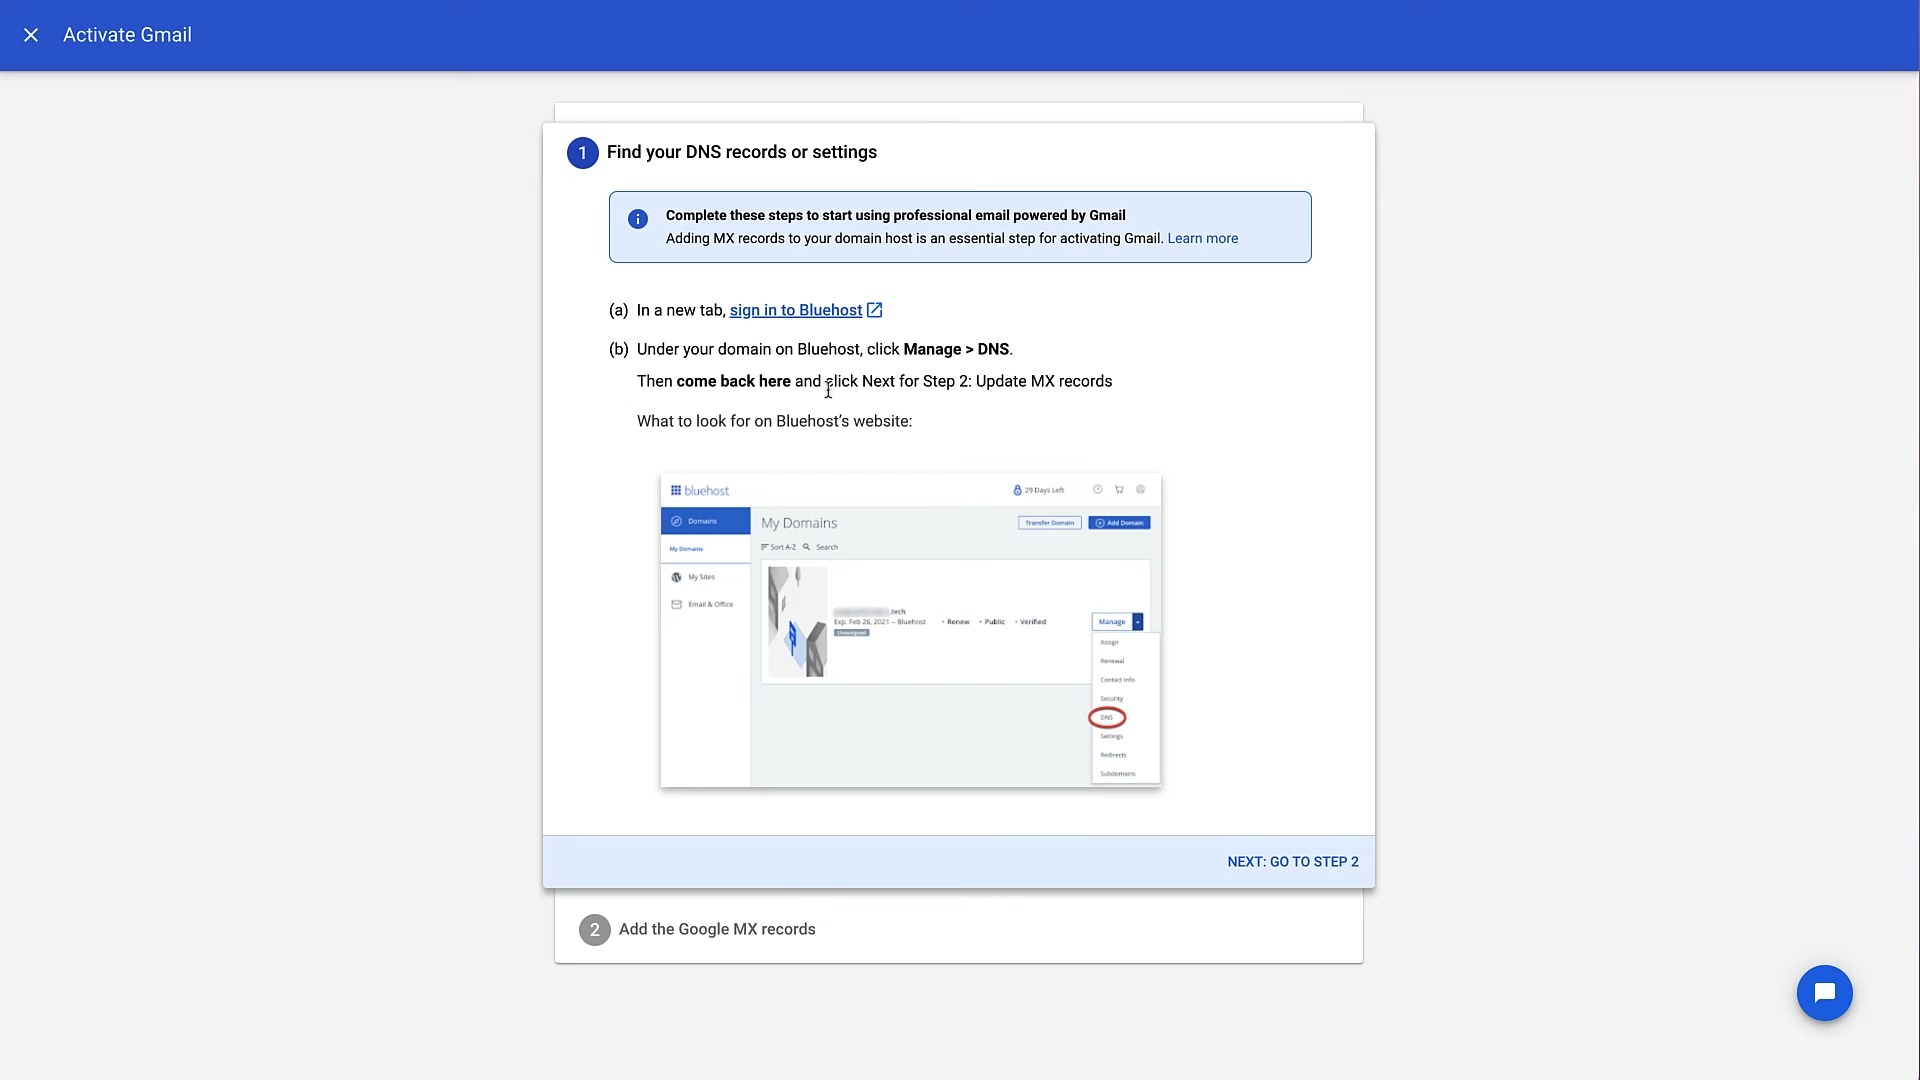 Activate Gmail
1 Find your DNS records or settings
Complete these steps to start using professional email powered by Gmail
Adding MX records to your domain host is an essential step for activating Gmail. Learn more
(a) In a new tab, sign in to Bluehost
(b) Under your domain on Bluehost, click Manage > DNS.
Then come back here and click Next for Step 2: Update MX records
What to look for on Bluehost’s website:
bluehost
29 Days Left
Domains
My Domains
Transfer Domain
Add Domain
My Domains
Sort A-Z Search
My Sites
Email & Office
.tech
Exp. Feb 26, 2021 – Bluehost • Renew • Public • Verified
Unassigned
Manage
Assign
Renewal
Contact Info
Security
DNS
Settings
Redirects
Subdomains
NEXT: GO TO STEP 2
2 Add the Google MX records